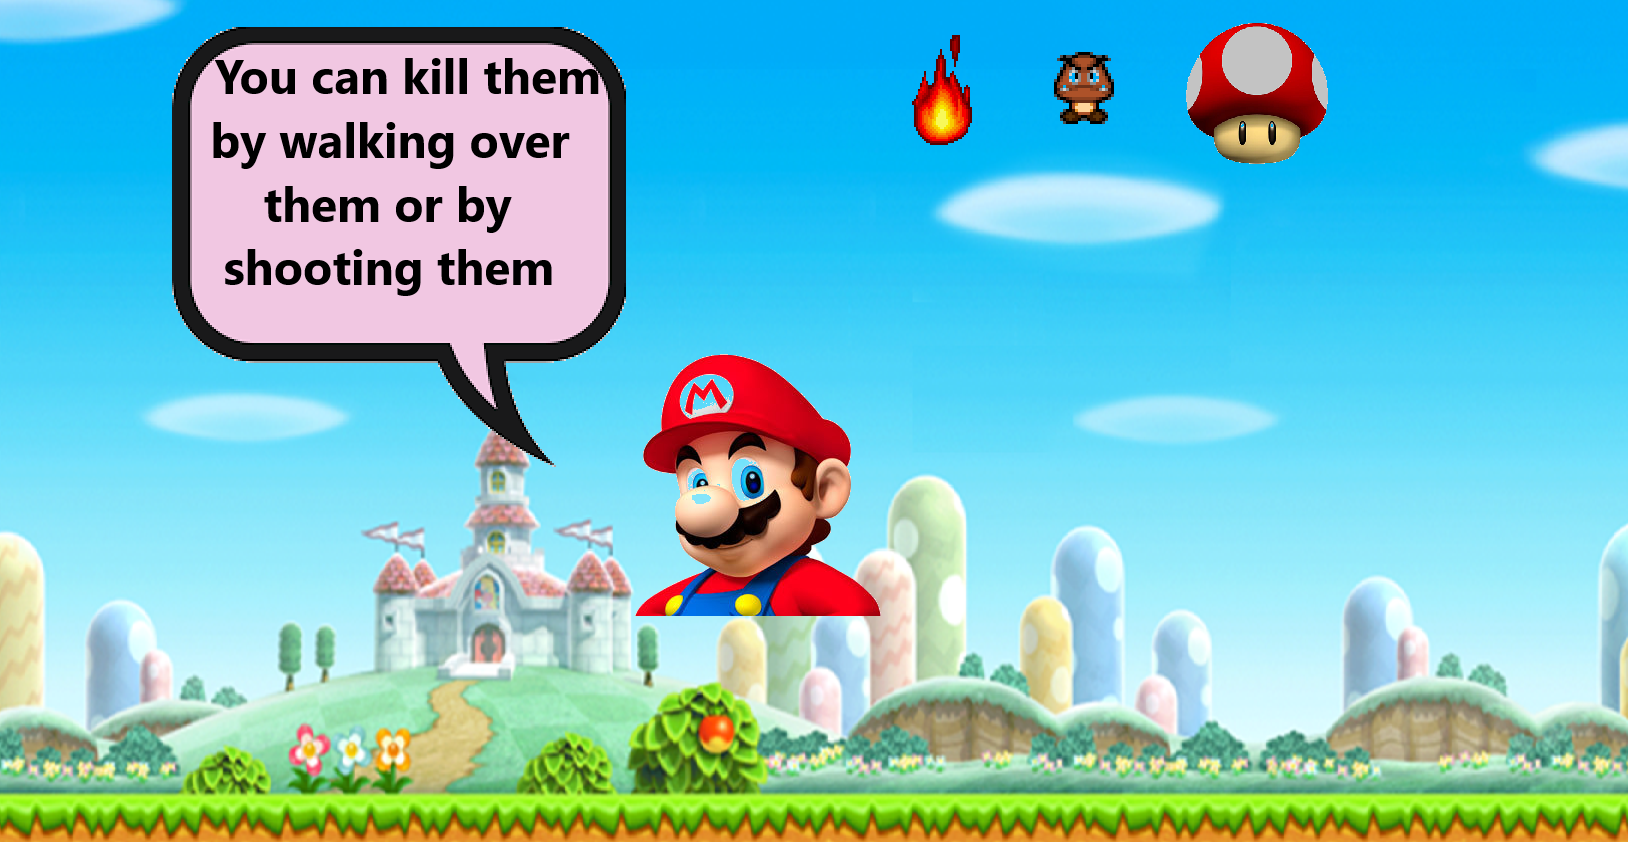 You can kill them
by walking over
them or by
shooting them
M